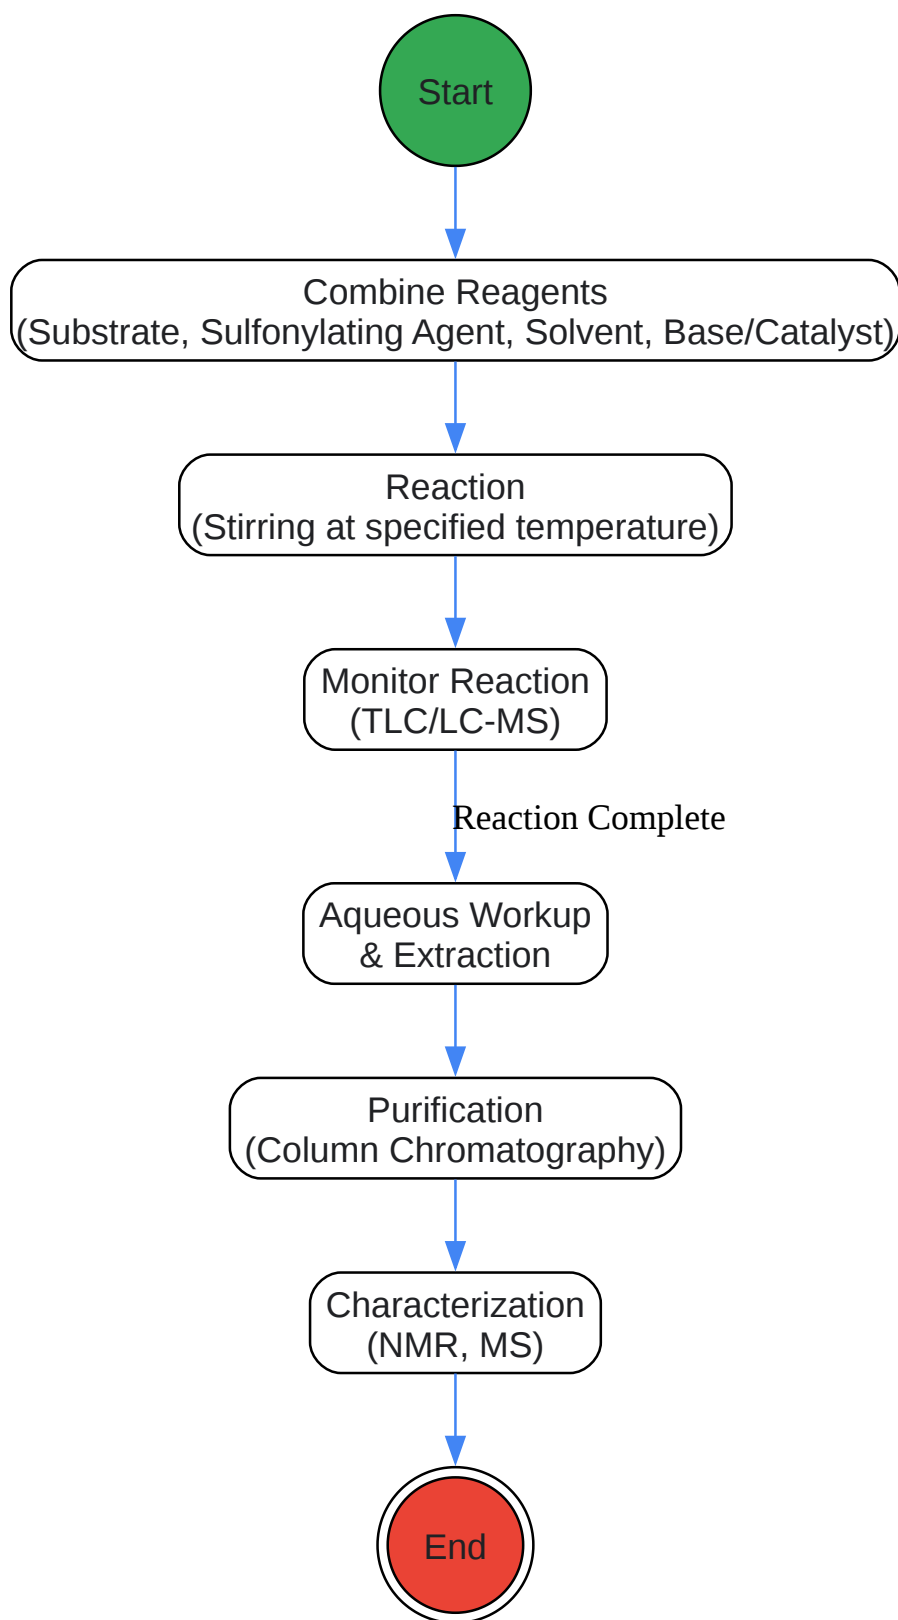 Start
Combine Reagents
(Substrate, Sulfonylating Agent, Solvent, Base/Catalyst)
Reaction
(Stirring at specified temperature)
Monitor Reaction
(TLC/LC-MS)
Reaction Complete
Aqueous Workup
& Extraction
Purification
(Column Chromatography)
Characterization
(NMR, MS)
End